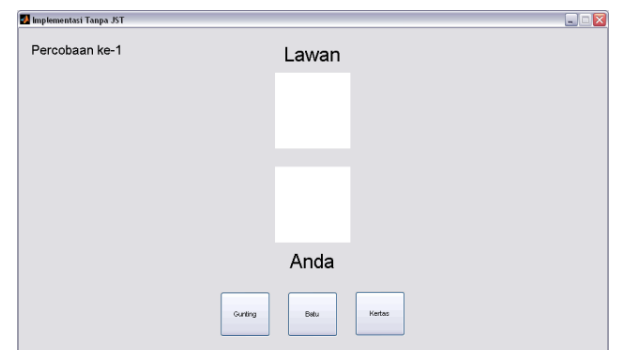 Implementasi Tanpa JST
Percobaan ke-1
Lawan
Anda
Gunting Batu Kertas